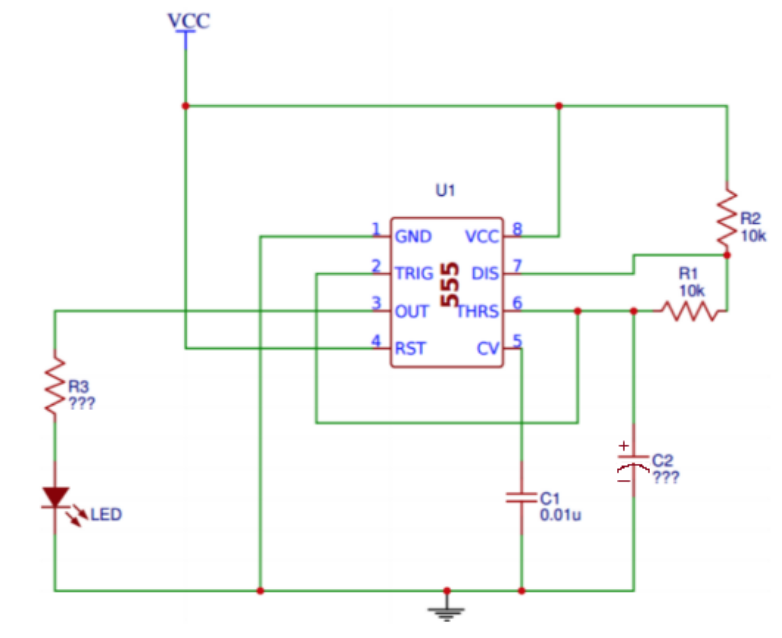 VCC
U1
1 GND VCC 8
2 TRIG DIS 7
3 OUT THRS 6
4 RST CV 5
555
R2
10k
R1
10k
R3
???
+
C2
???
−
LED
C1
0.01u